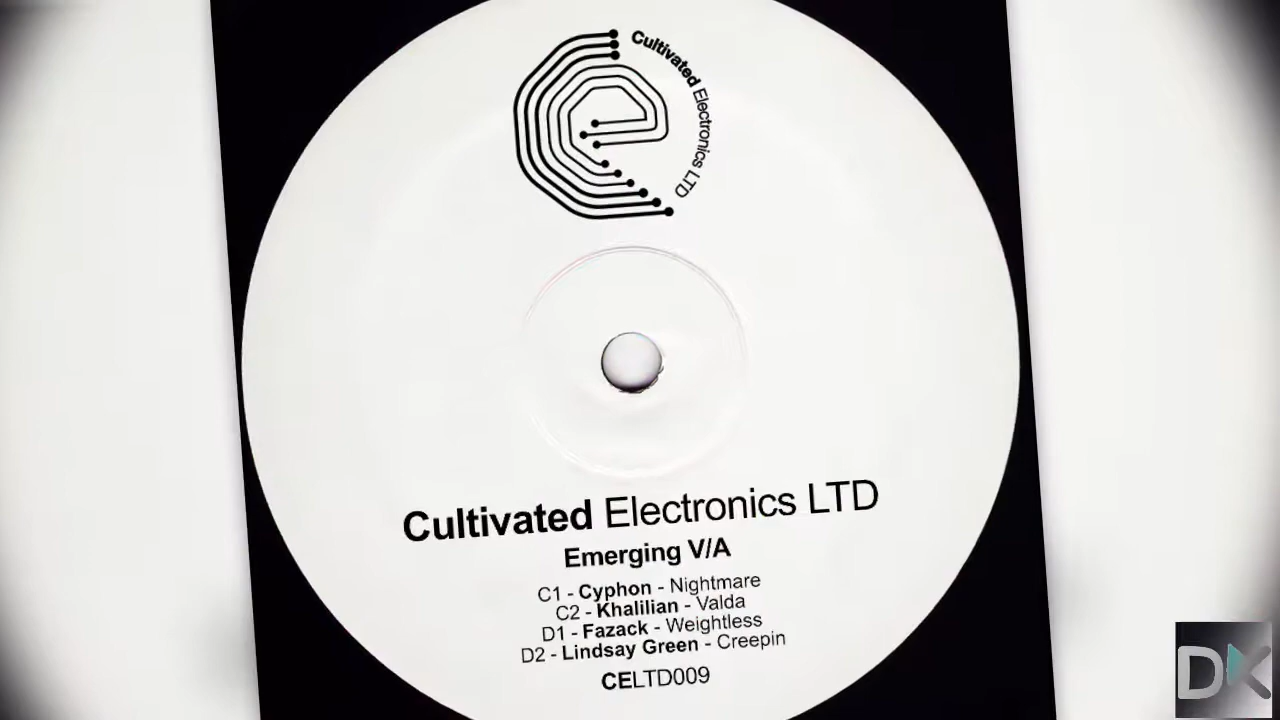 Cultivated Electronics LTD
Cultivated Electronics LTD
Emerging V/A
C1 - Cyphon - Nightmare
C2 - Khalilian - Valda
D1 - Fazack - Weightless
D2 - Lindsay Green - Creepin
CELTD009
DK